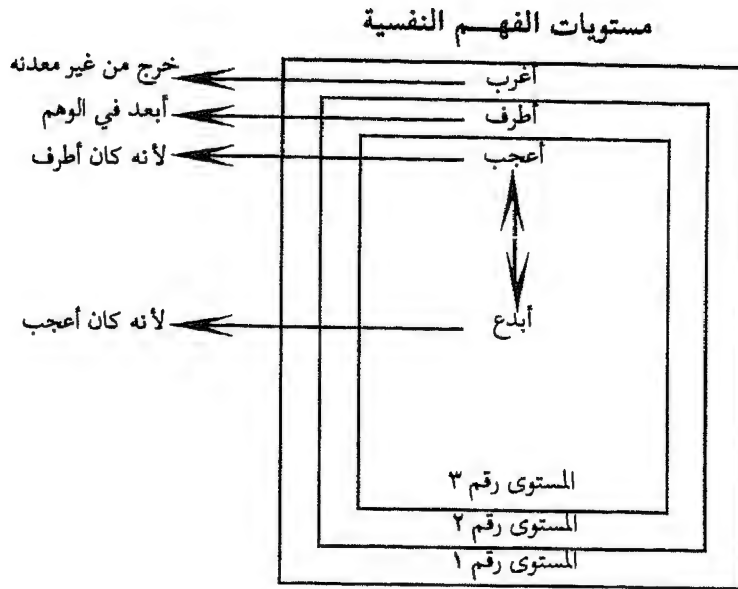 مستويات الفهـــم النفسية
أغرب
خرج من غير معدنه
أطرف
أبعد في الوهم
أعجب
لأنه كان أطرف
أبدع
لأنه كان أعجب
المستوى رقم ٣
المستوى رقم ٢
المستوى رقم ١